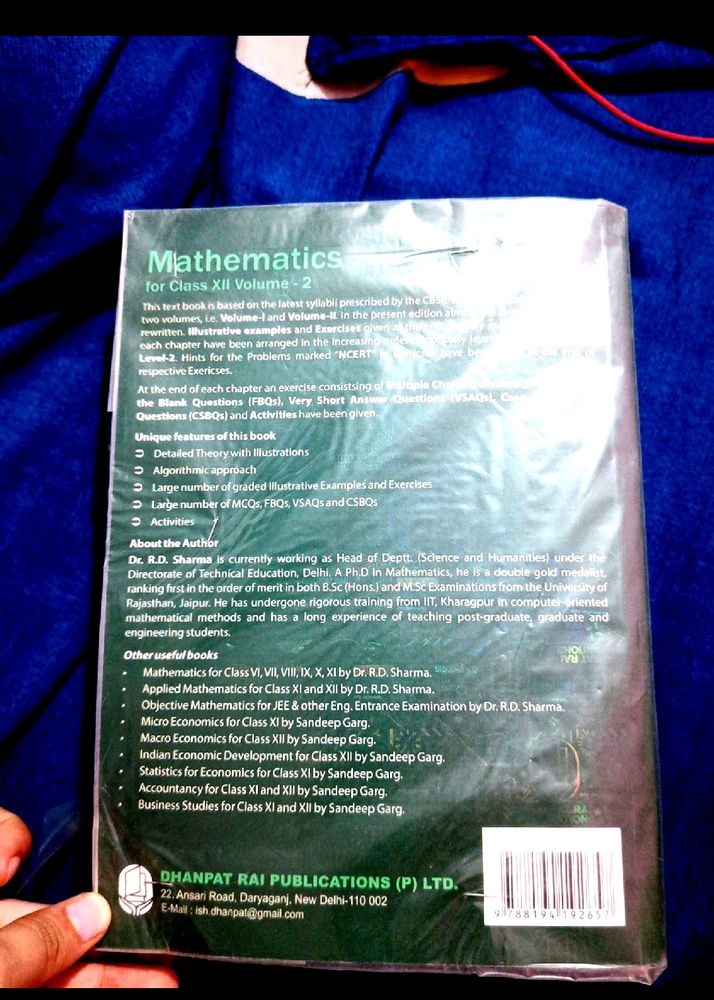 Mathematics
for Class XII Volume - 2
This text book is based on the latest syllabii prescribed by the CBSE
two volumes, i.e. Volume-I and Volume-II. In the present edition
rewritten. Illustrative examples and Exercises given
each chapter have been arranged in the increasing order
Level-2. Hints for the Problems marked "NCERT" in have end of
respective Exericses.
At the end of each chapter an exercise consistsing of Multiple Choice Questions
the Blank Questions (FBQs), Very Short Answer Questions (VSAQs), Case
Questions (CSBQs) and Activities have been given.
Unique features of this book
➲ Detailed Theory with Illustrations
➲ Algorithmic approach
➲ Large number of graded Illustrative Examples and Exercises
➲ Large number of MCQs, FBQs, VSAQs and CSBQs
➲ Activities
About the Author
Dr. R.D. Sharma is currently working as Head of Deptt. (Science and Humanities) under the
Directorate of Technical Education, Delhi. A Ph.D in Mathematics, he is a double gold medalist,
ranking first in the order of merit in both B.Sc (Hons.) and M.Sc Examinations from the University of
Rajasthan, Jaipur. He has undergone rigorous training from IIT, Kharagpur in computer-oriented
mathematical methods and has a long experience of teaching post-graduate, graduate and
engineering students.
Other useful books
• Mathematics for Class VI, VII, VIII, IX, X, XI by Dr. R.D. Sharma.
• Applied Mathematics for Class XI and XII by Dr. R.D. Sharma.
• Objective Mathematics for JEE & other Eng. Entrance Examination by Dr. R.D. Sharma.
• Micro Economics for Class XI by Sandeep Garg.
• Macro Economics for Class XII by Sandeep Garg.
• Indian Economic Development for Class XII by Sandeep Garg.
• Statistics for Economics for Class XI by Sandeep Garg.
• Accountancy for Class XI and XII by Sandeep Garg.
• Business Studies for Class XI and XII by Sandeep Garg.
DHANPAT RAI PUBLICATIONS (P) LTD.
22, Ansari Road, Daryaganj, New Delhi-110 002
E-Mail : ish.dhanpat@gmail.com
9 788194 192657